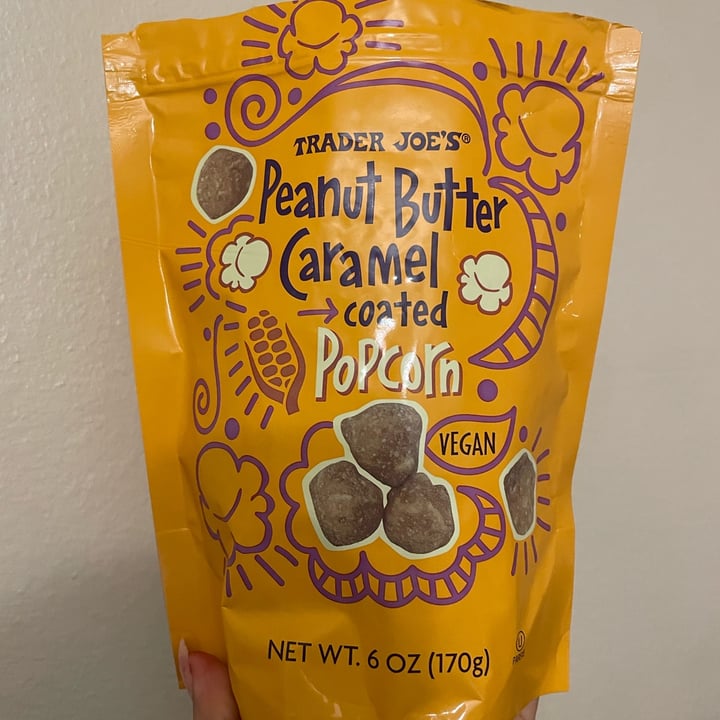 TRADER JOE'S®
Peanut Butter
Caramel
coated
Popcorn
VEGAN
NET WT. 6 OZ (170g)